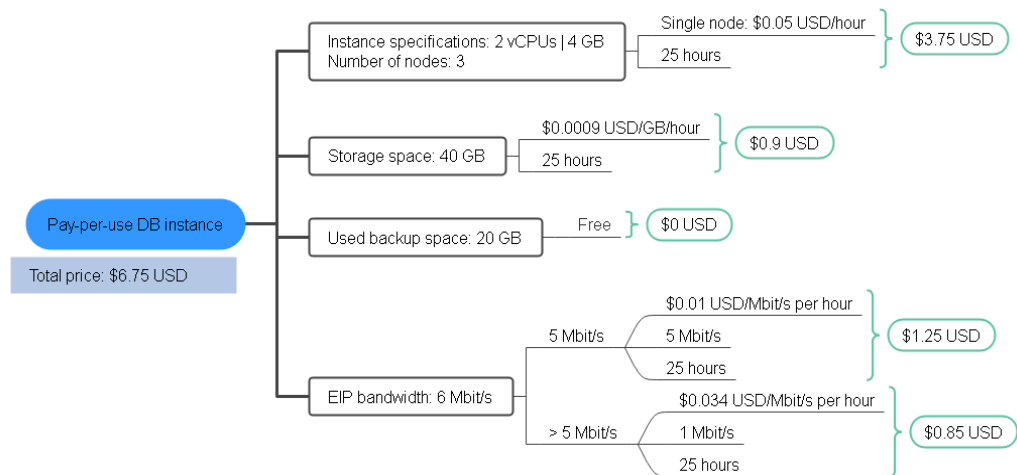 Pay-per-use DB instance
Total price: $6.75 USD
Instance specifications: 2 vCPUs | 4 GB
Number of nodes: 3
Single node: $0.05 USD/hour
25 hours
$3.75 USD
Storage space: 40 GB
$0.0009 USD/GB/hour
25 hours
$0.9 USD
Used backup space: 20 GB
Free
$0 USD
EIP bandwidth: 6 Mbit/s
5 Mbit/s
$0.01 USD/Mbit/s per hour
5 Mbit/s
25 hours
$1.25 USD
> 5 Mbit/s
$0.034 USD/Mbit/s per hour
1 Mbit/s
25 hours
$0.85 USD